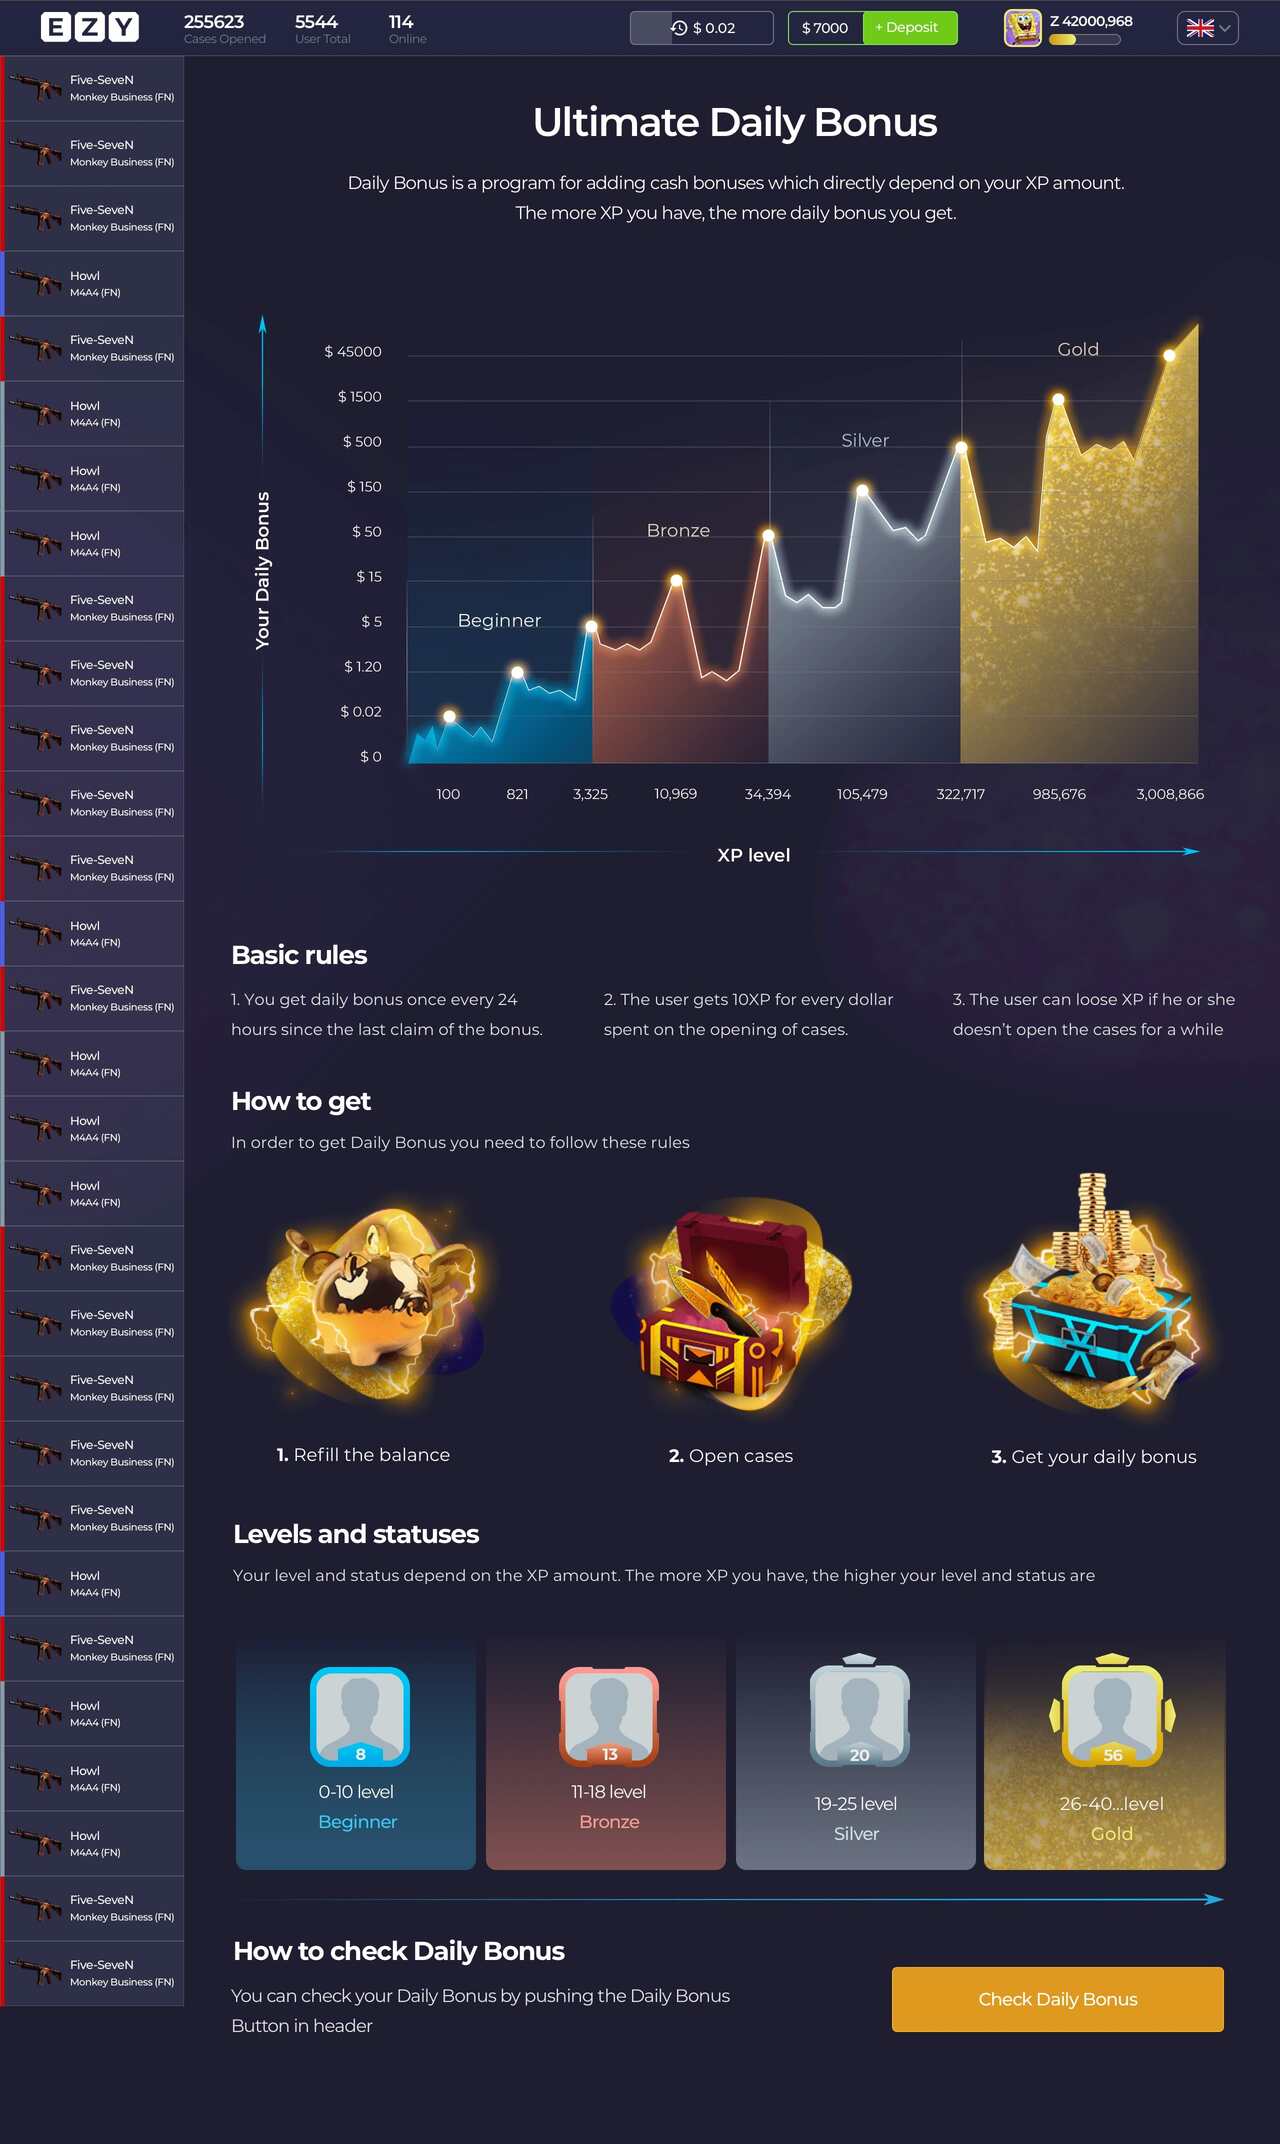 EZY
255623
Cases Opened
5544
User Total
114
Online
$ 0.02
$ 7000
+ Deposit
Z 42000,968
Five-SeveN
Monkey Business (FN)
Five-SeveN
Monkey Business (FN)
Five-SeveN
Monkey Business (FN)
Howl
M4A4 (FN)
Five-SeveN
Monkey Business (FN)
Howl
M4A4 (FN)
Howl
M4A4 (FN)
Howl
M4A4 (FN)
Five-SeveN
Monkey Business (FN)
Five-SeveN
Monkey Business (FN)
Five-SeveN
Monkey Business (FN)
Five-SeveN
Monkey Business (FN)
Five-SeveN
Monkey Business (FN)
Howl
M4A4 (FN)
Five-SeveN
Monkey Business (FN)
Howl
M4A4 (FN)
Howl
M4A4 (FN)
Howl
M4A4 (FN)
Five-SeveN
Monkey Business (FN)
Five-SeveN
Monkey Business (FN)
Five-SeveN
Monkey Business (FN)
Five-SeveN
Monkey Business (FN)
Five-SeveN
Monkey Business (FN)
Howl
M4A4 (FN)
Five-SeveN
Monkey Business (FN)
Howl
M4A4 (FN)
Howl
M4A4 (FN)
Howl
M4A4 (FN)
Five-SeveN
Monkey Business (FN)
Five-SeveN
Monkey Business (FN)
Ultimate Daily Bonus
Daily Bonus is a program for adding cash bonuses which directly depend on your XP amount.
The more XP you have, the more daily bonus you get.
Your Daily Bonus
$ 45000
$ 1500
$ 500
$ 150
$ 50
$ 15
$ 5
$ 1.20
$ 0.02
$ 0
Beginner
Bronze
Silver
Gold
100
821
3,325
10,969
34,394
105,479
322,717
985,676
3,008,866
XP level
Basic rules
1. You get daily bonus once every 24
hours since the last claim of the bonus.
2. The user gets 10XP for every dollar
spent on the opening of cases.
3. The user can loose XP if he or she
doesn't open the cases for a while
How to get
In order to get Daily Bonus you need to follow these rules
1. Refill the balance
2. Open cases
3. Get your daily bonus
Levels and statuses
Your level and status depend on the XP amount. The more XP you have, the higher your level and status are
8
0-10 level
Beginner
13
11-18 level
Bronze
20
19-25 level
Silver
56
26-40...level
Gold
How to check Daily Bonus
You can check your Daily Bonus by pushing the Daily Bonus
Button in header
Check Daily Bonus